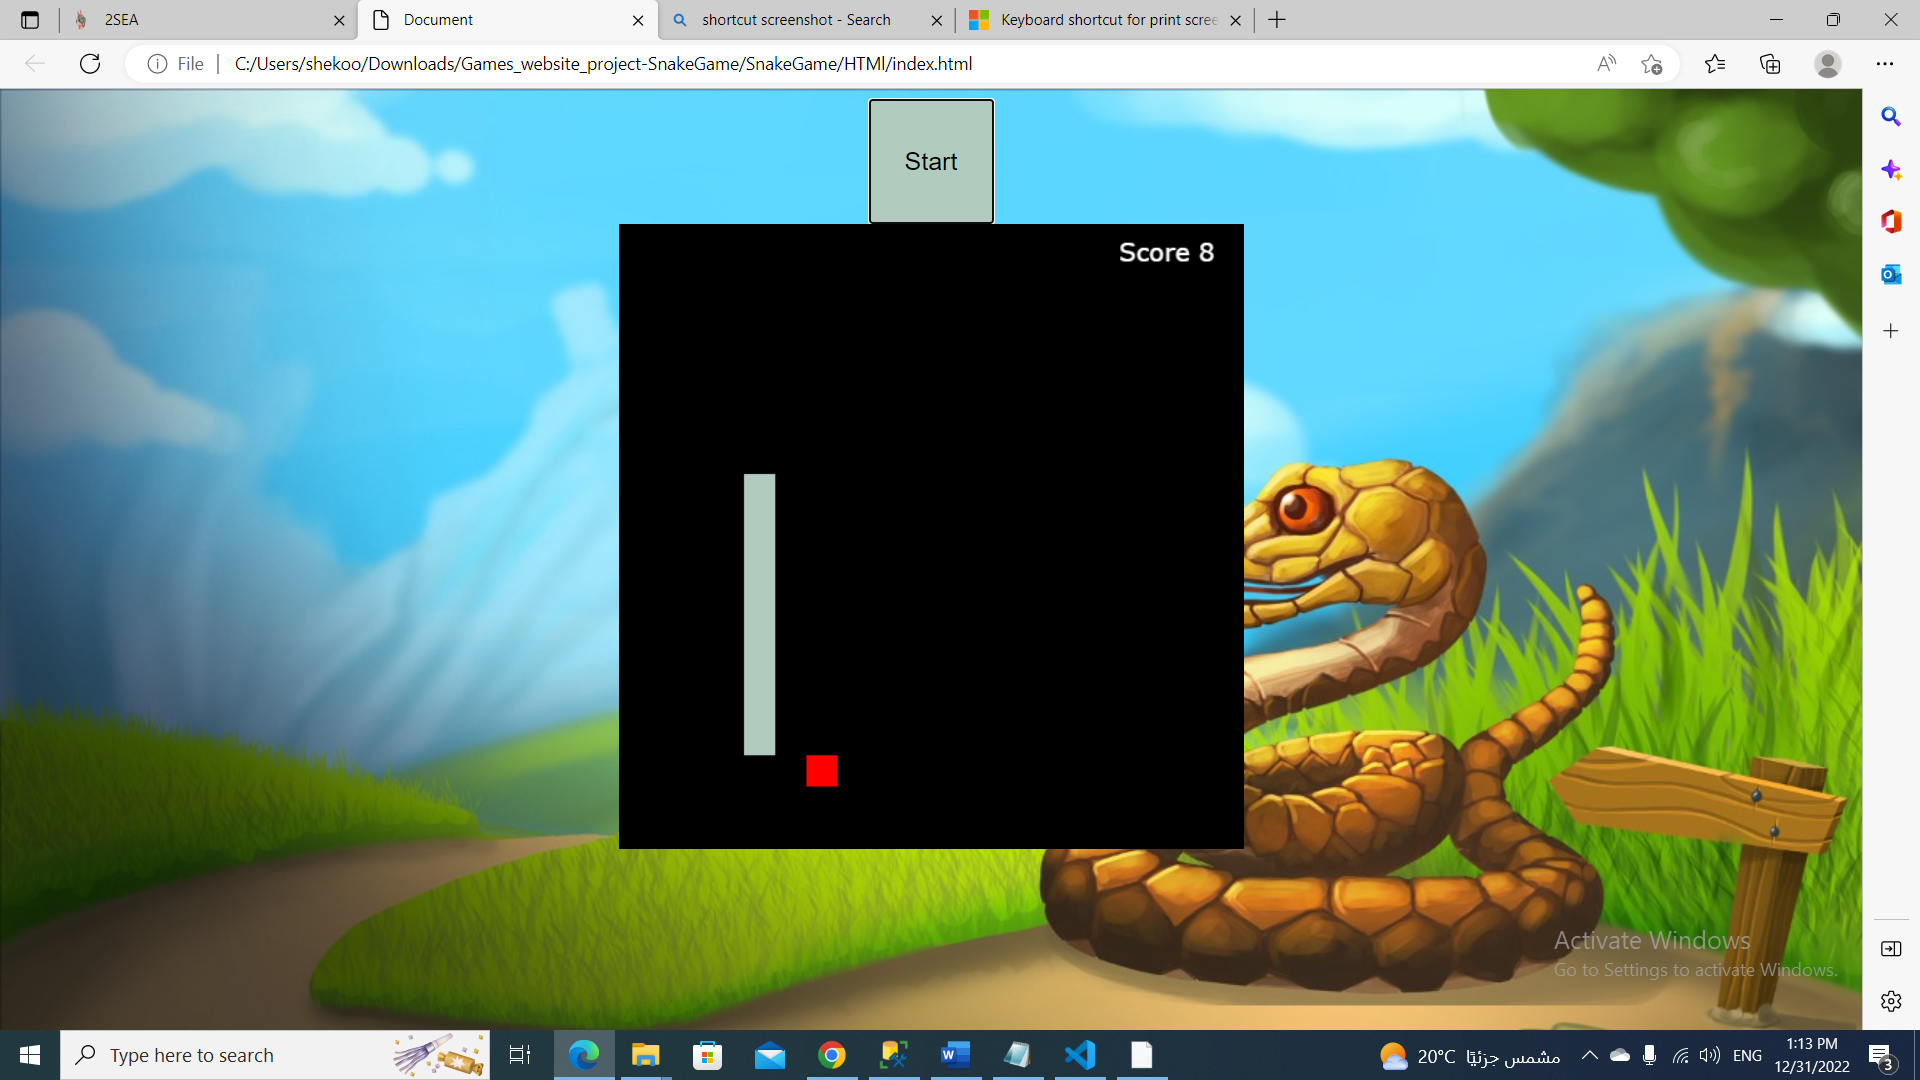 2SEA
Document
shortcut screenshot - Search
Keyboard shortcut for print scree
File
C:/Users/shekoo/Downloads/Games_website_project-SnakeGame/SnakeGame/HTMl/index.html
Start
Score 8
Activate Windows
Go to Settings to activate Windows.
Type here to search
20°C مشمس جزئيًا
ENG
1:13 PM
12/31/2022
3